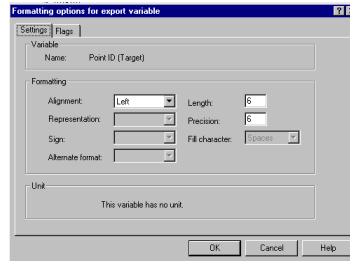 Formatting options for export variable
Settings Flags
Variable
Name: Point ID (Target)
Formatting
Alignment: Left Length: 6
Representation: Precision: 6
Sign: Fill character: Spaces
Alternate format:
Unit
This variable has no unit.
OK Cancel Help